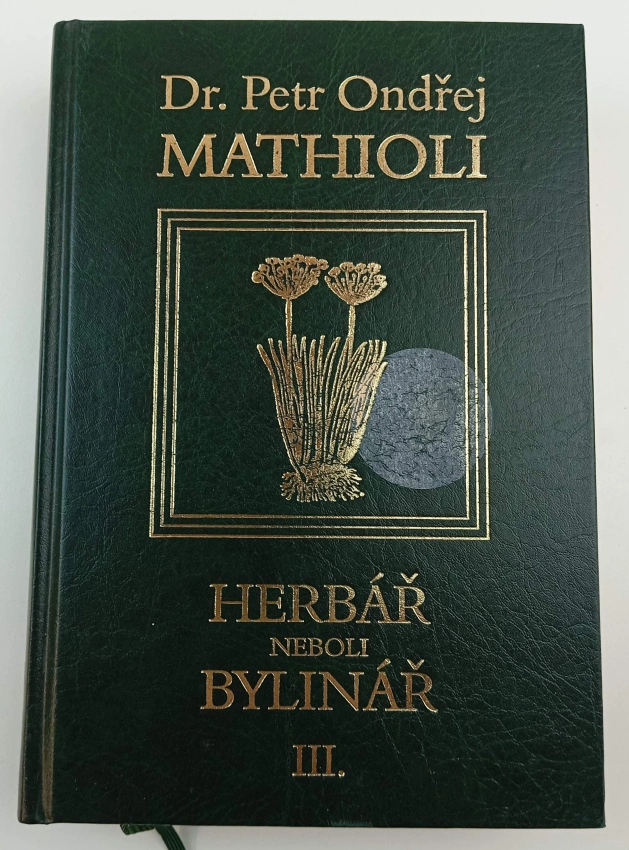 Dr. Petr Ondřej
MATHIOLI
HERBÁŘ
NEBOLI
BYLINÁŘ
III.